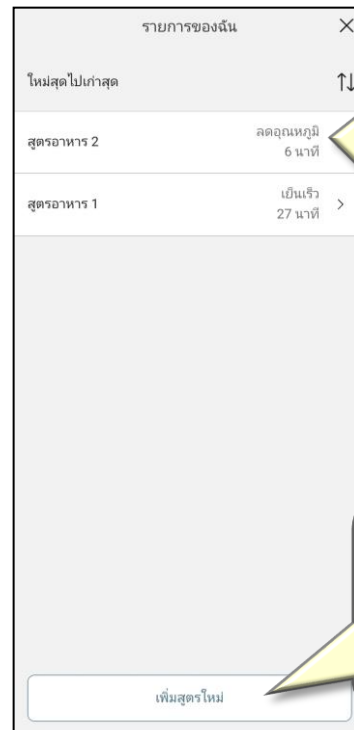 รายการของฉัน
ใหม่สุดไปเก่าสุด
สูตรอาหาร 2
ลดอุณหภูมิ
6 นาที
สูตรอาหาร 1
เย็นเร็ว
27 นาที
เพิ่มสูตรใหม่